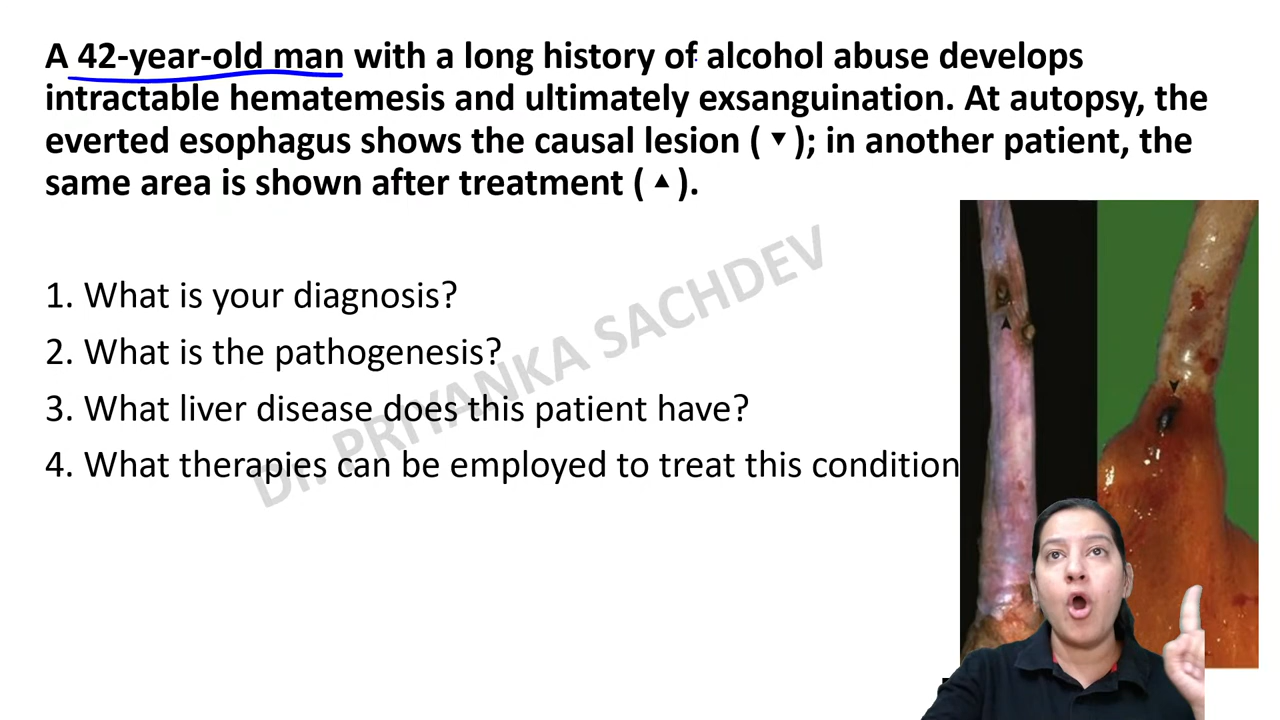 A 42-year-old man with a long history of alcohol abuse develops
intractable hematemesis and ultimately exsanguination. At autopsy, the
everted esophagus shows the causal lesion ( ▼ ); in another patient, the
same area is shown after treatment ( ▲ ).
1. What is your diagnosis?
2. What is the pathogenesis?
3. What liver disease does this patient have?
4. What therapies can be employed to treat this condition
Dr. PRIYANKA SACHDEV